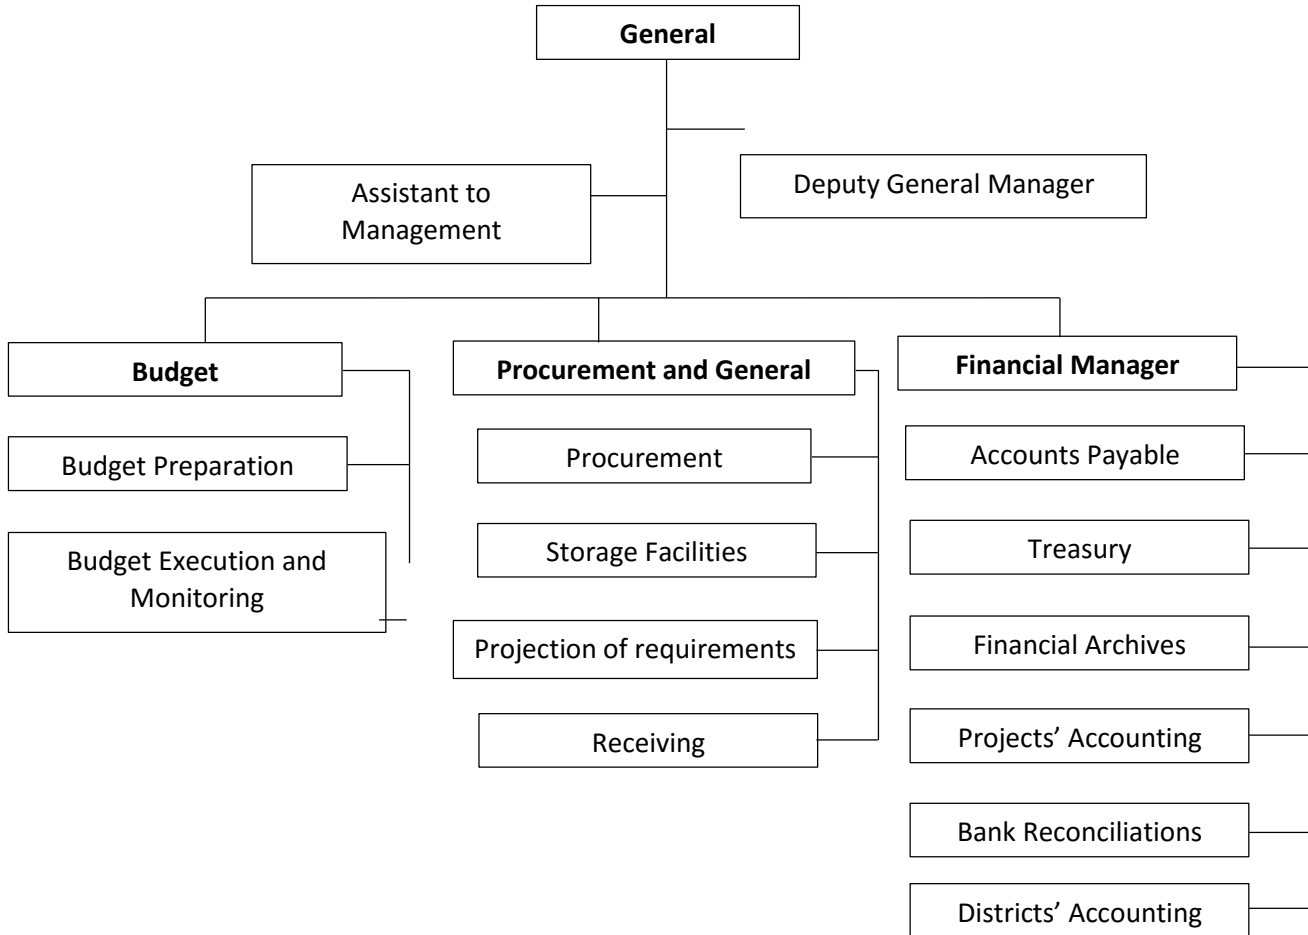 General
Deputy General Manager
Assistant to
Management
Budget
Procurement and General
Financial Manager
Budget Preparation
Procurement
Accounts Payable
Budget Execution and
Monitoring
Storage Facilities
Treasury
Projection of requirements
Financial Archives
Receiving
Projects’ Accounting
Bank Reconciliations
Districts’ Accounting